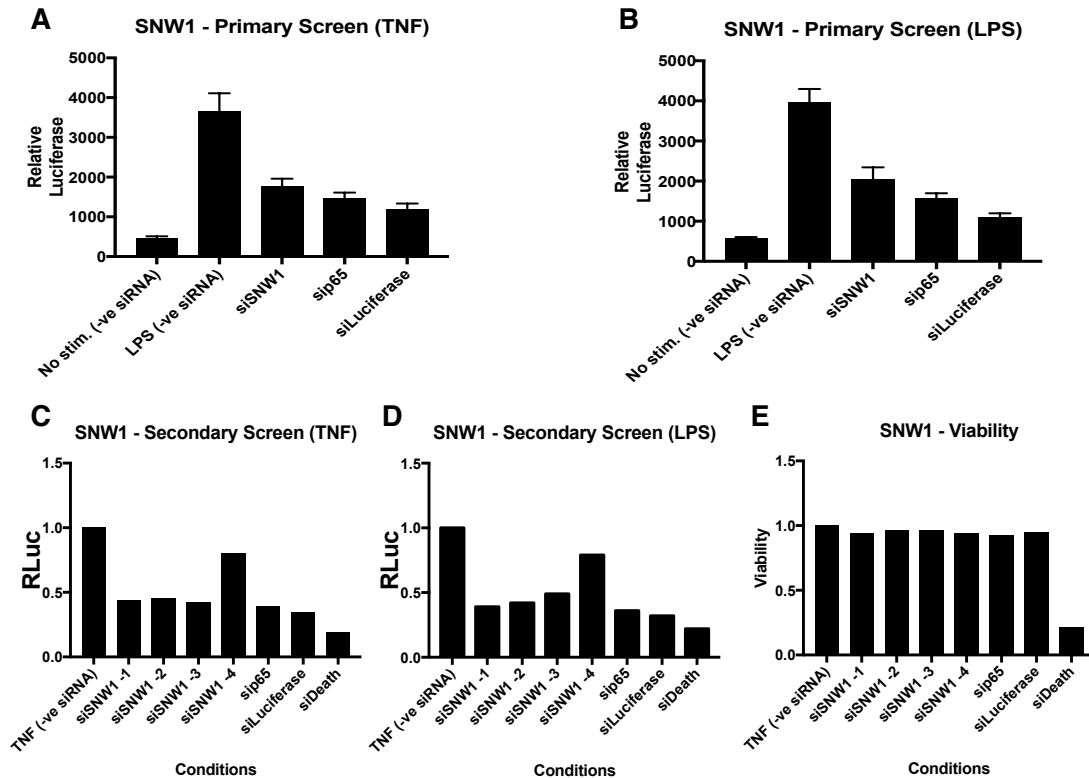 A
SNW1 - Primary Screen (TNF)
Relative
Luciferase
5000
4000
3000
2000
1000
0
No stim. (-ve siRNA)
LPS (-ve siRNA)
siSNW1
sip65
siLuciferase
B
SNW1 - Primary Screen (LPS)
Relative
Luciferase
5000
4000
3000
2000
1000
0
No stim. (-ve siRNA)
LPS (-ve siRNA)
siSNW1
sip65
siLuciferase
C
SNW1 - Secondary Screen (TNF)
RLuc
1.5
1.0
0.5
0.0
TNF (-ve siRNA)
siSNW1 -1
siSNW1 -2
siSNW1 -3
siSNW1 -4
sip65
siLuciferase
siDeath
Conditions
D
SNW1 - Secondary Screen (LPS)
RLuc
1.5
1.0
0.5
0.0
TNF (-ve siRNA)
siSNW1 -1
siSNW1 -2
siSNW1 -3
siSNW1 -4
sip65
siLuciferase
siDeath
Conditions
E
SNW1 - Viability
Viability
1.5
1.0
0.5
0.0
TNF (-ve siRNA)
siSNW1 -1
siSNW1 -2
siSNW1 -3
siSNW1 -4
sip65
siLuciferase
siDeath
Conditions